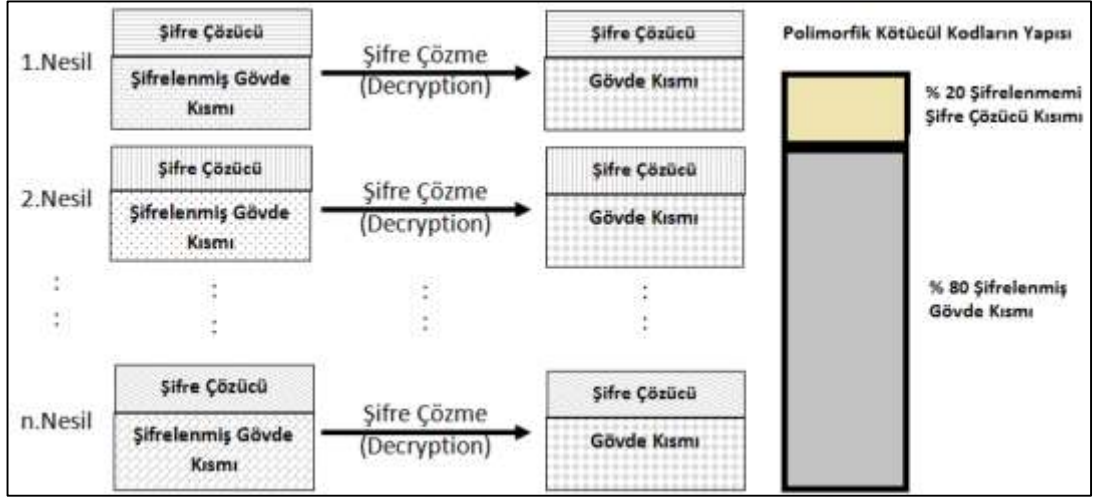 1.Nesil
Şifre Çözücü
Şifrelenmiş Gövde
Kısmı
Şifre Çözme
(Decryption)
Şifre Çözücü
Gövde Kısmı
2.Nesil
Şifre Çözücü
Şifrelenmiş Gövde
Kısmı
Şifre Çözme
(Decryption)
Şifre Çözücü
Gövde Kısmı
n.Nesil
Şifre Çözücü
Şifrelenmiş Gövde
Kısmı
Şifre Çözme
(Decryption)
Şifre Çözücü
Gövde Kısmı
Polimorfik Kötücül Kodların Yapısı
% 20 Şifrelenmemi
Şifre Çözücü Kısımı
% 80 Şifrelenmiş
Gövde Kısmı